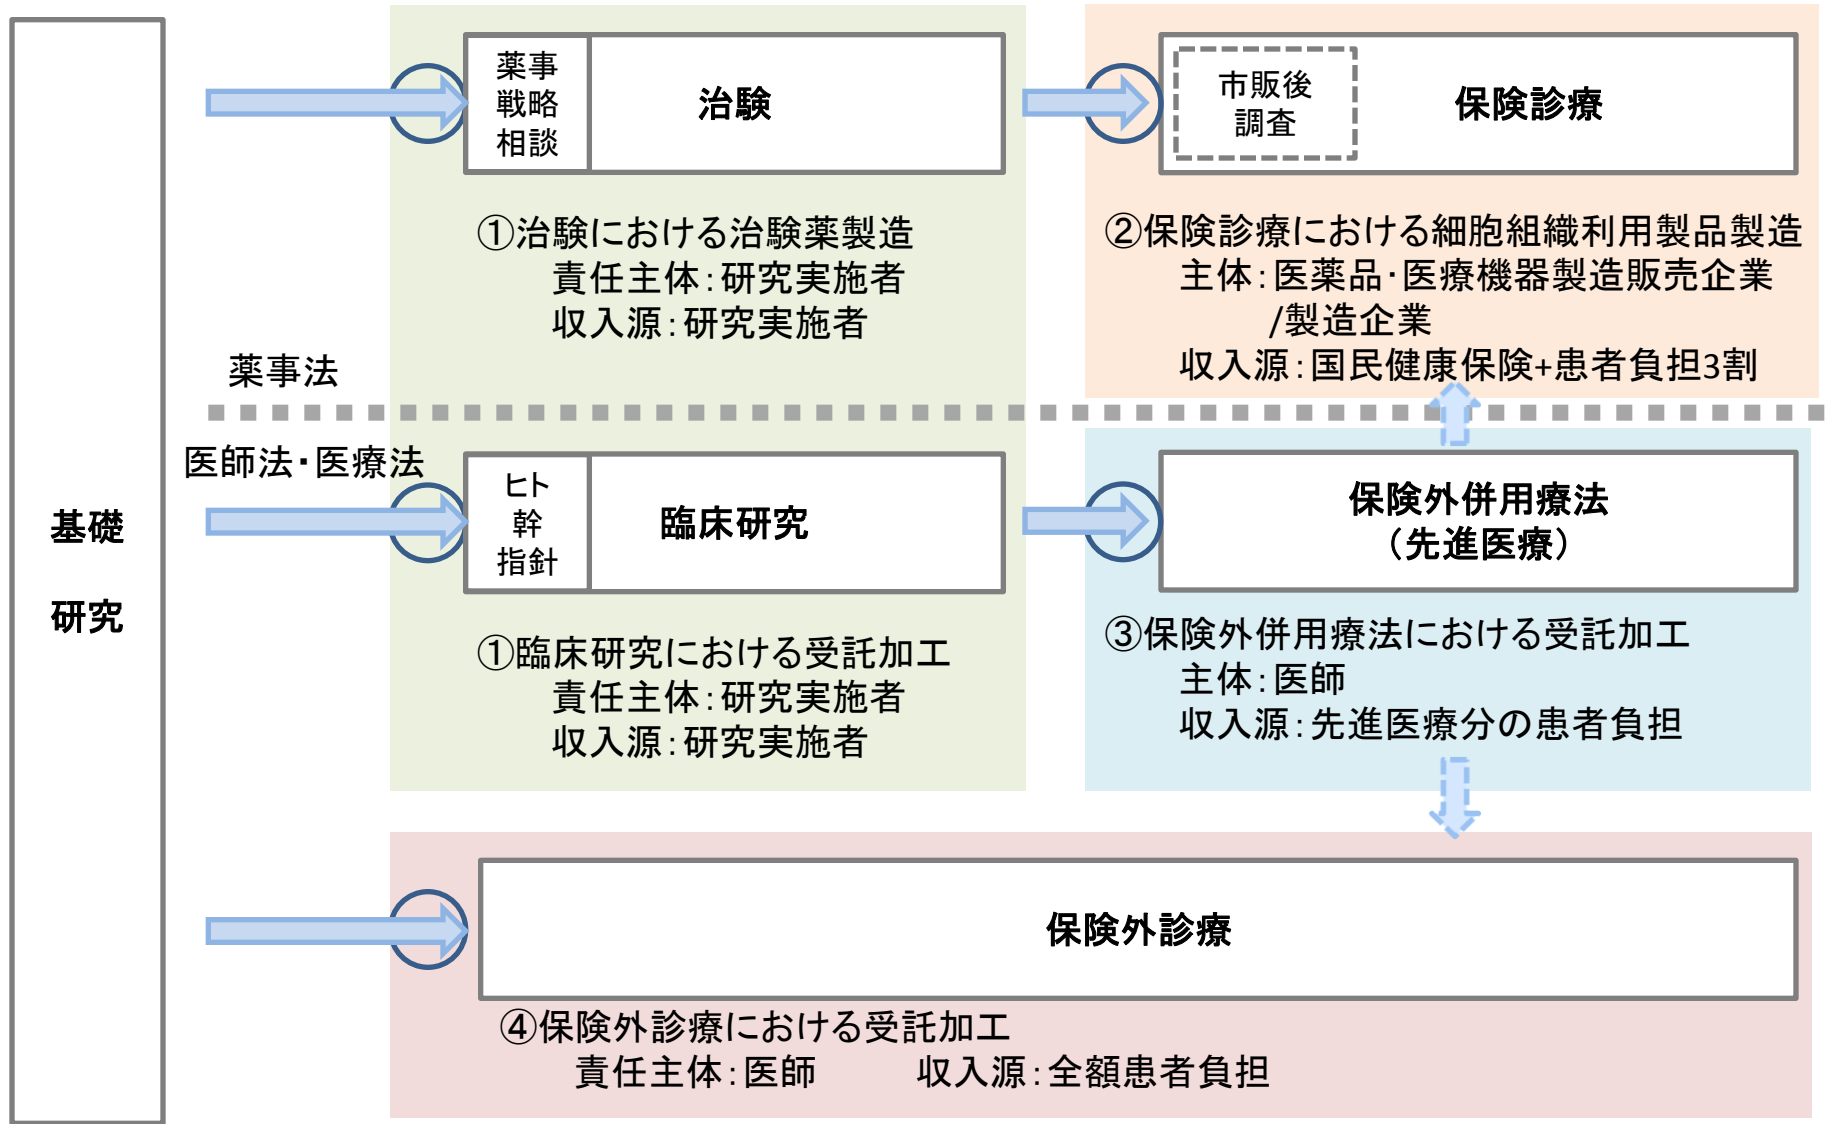 基礎
研究
薬事
戦略
相談
治験
市販後
調査
保険診療
①治験における治験薬製造
責任主体：研究実施者
収入源：研究実施者
②保険診療における細胞組織利用製品製造
主体：医薬品・医療機器製造販売企業
/製造企業
収入源：国民健康保険+患者負担3割
薬事法
医師法・医療法
ヒト
幹
指針
臨床研究
保険外併用療法
（先進医療）
①臨床研究における受託加工
責任主体：研究実施者
収入源：研究実施者
③保険外併用療法における受託加工
主体：医師
収入源：先進医療分の患者負担
保険外診療
④保険外診療における受託加工
責任主体：医師　　収入源：全額患者負担